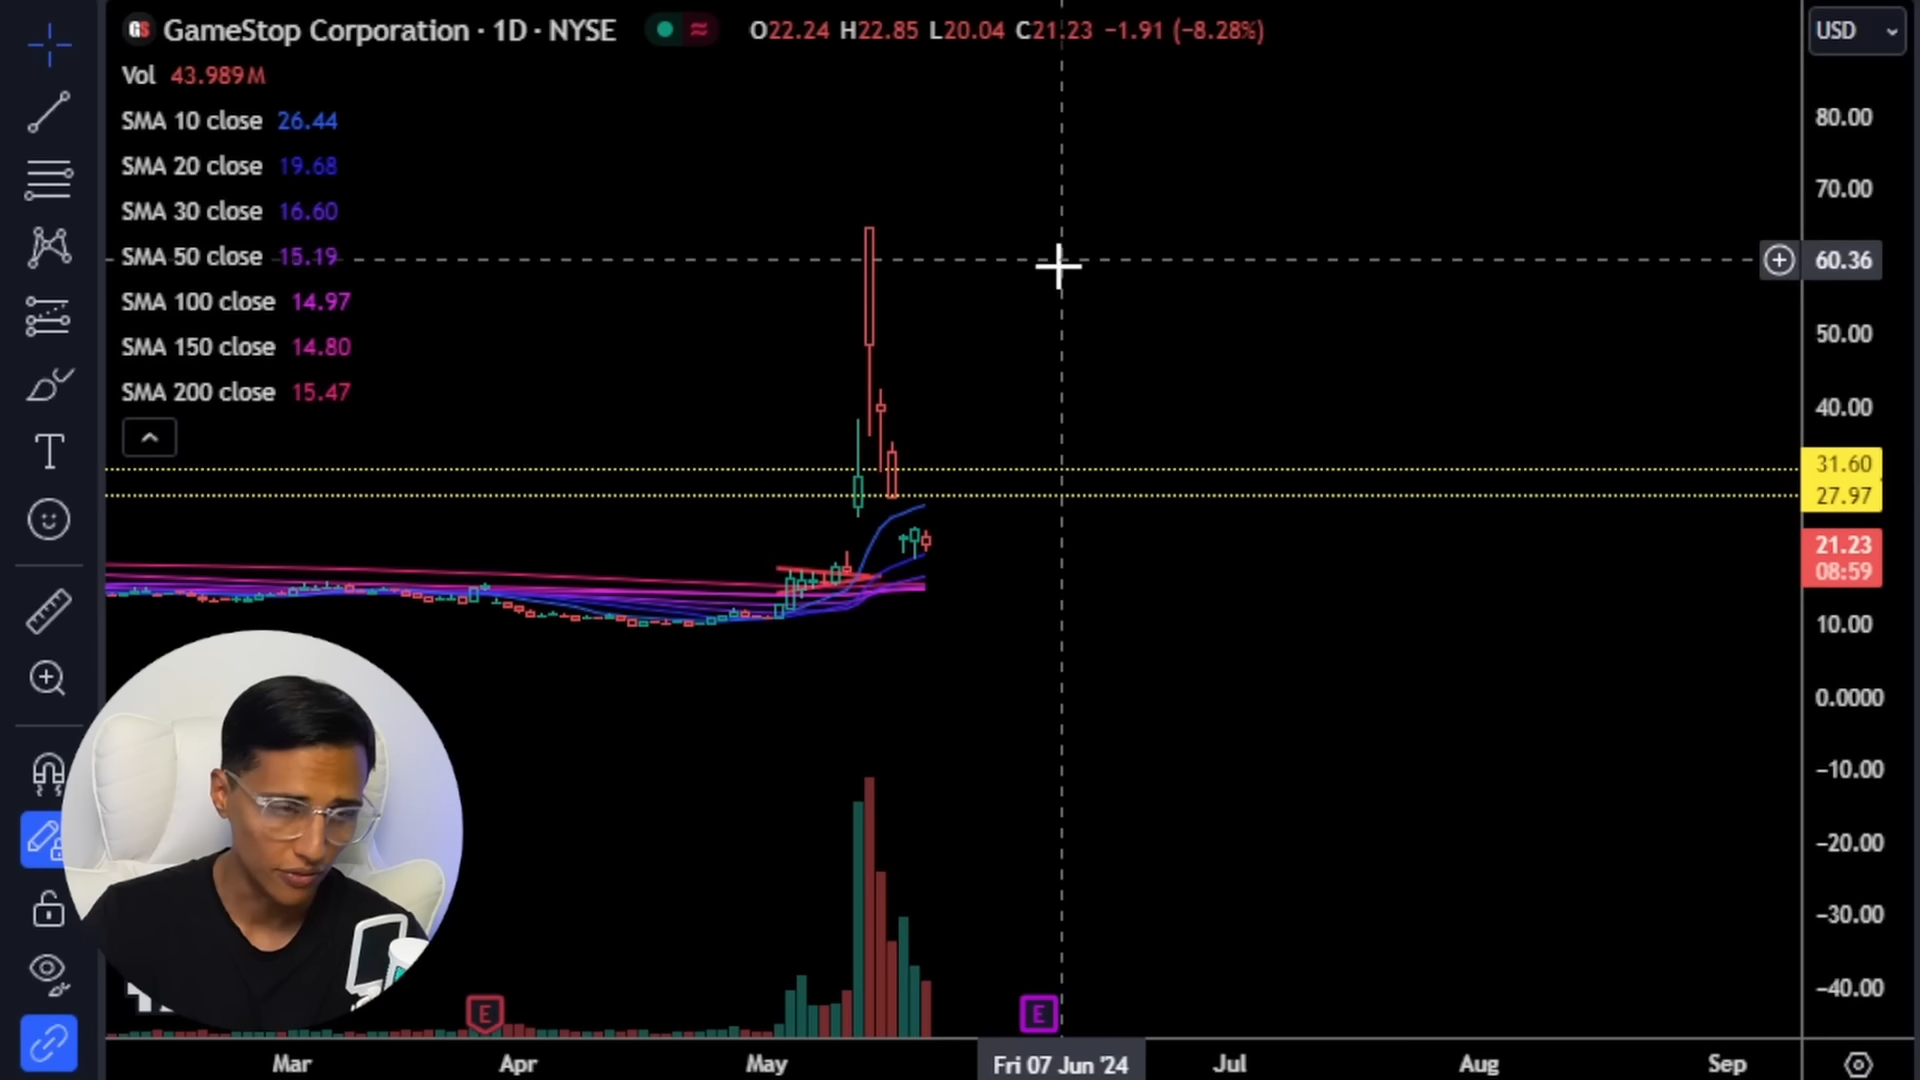 GameStop Corporation · 1D · NYSE
O22.24 H22.85 L20.04 C21.23 −1.91 (−8.28%)
USD
Vol 43.989M
SMA 10 close 26.44
SMA 20 close 19.68
SMA 30 close 16.60
SMA 50 close 15.19
SMA 100 close 14.97
SMA 150 close 14.80
SMA 200 close 15.47
80.00
70.00
60.36
50.00
40.00
31.60
27.97
21.23
08:59
10.00
0.0000
−10.00
−20.00
−30.00
−40.00
E
E
Mar
Apr
May
Fri 07 Jun '24
Jul
Aug
Sep